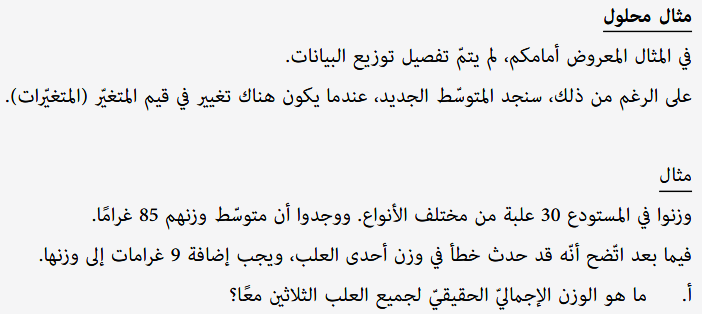 مثال محلول
في المثال المعروض أمامكم، لم يتمّ تفصيل توزيع البيانات.
على الرغم من ذلك، سنجد المتوسّط الجديد، عندما يكون هناك تغيير في قيم المتغيّر (المتغيّرات).
مثال
وزنوا في المستودع 30 علبة من مختلف الأنواع. ووجدوا أن متوسّط وزنهم 85 غرامًا.
فيما بعد اتّضح أنّه قد حدث خطأ في وزن أحدى العلب، ويجب إضافة 9 غرامات إلى وزنها.
أ. ما هو الوزن الإجماليّ الحقيقيّ لجميع العلب الثلاثين معًا؟